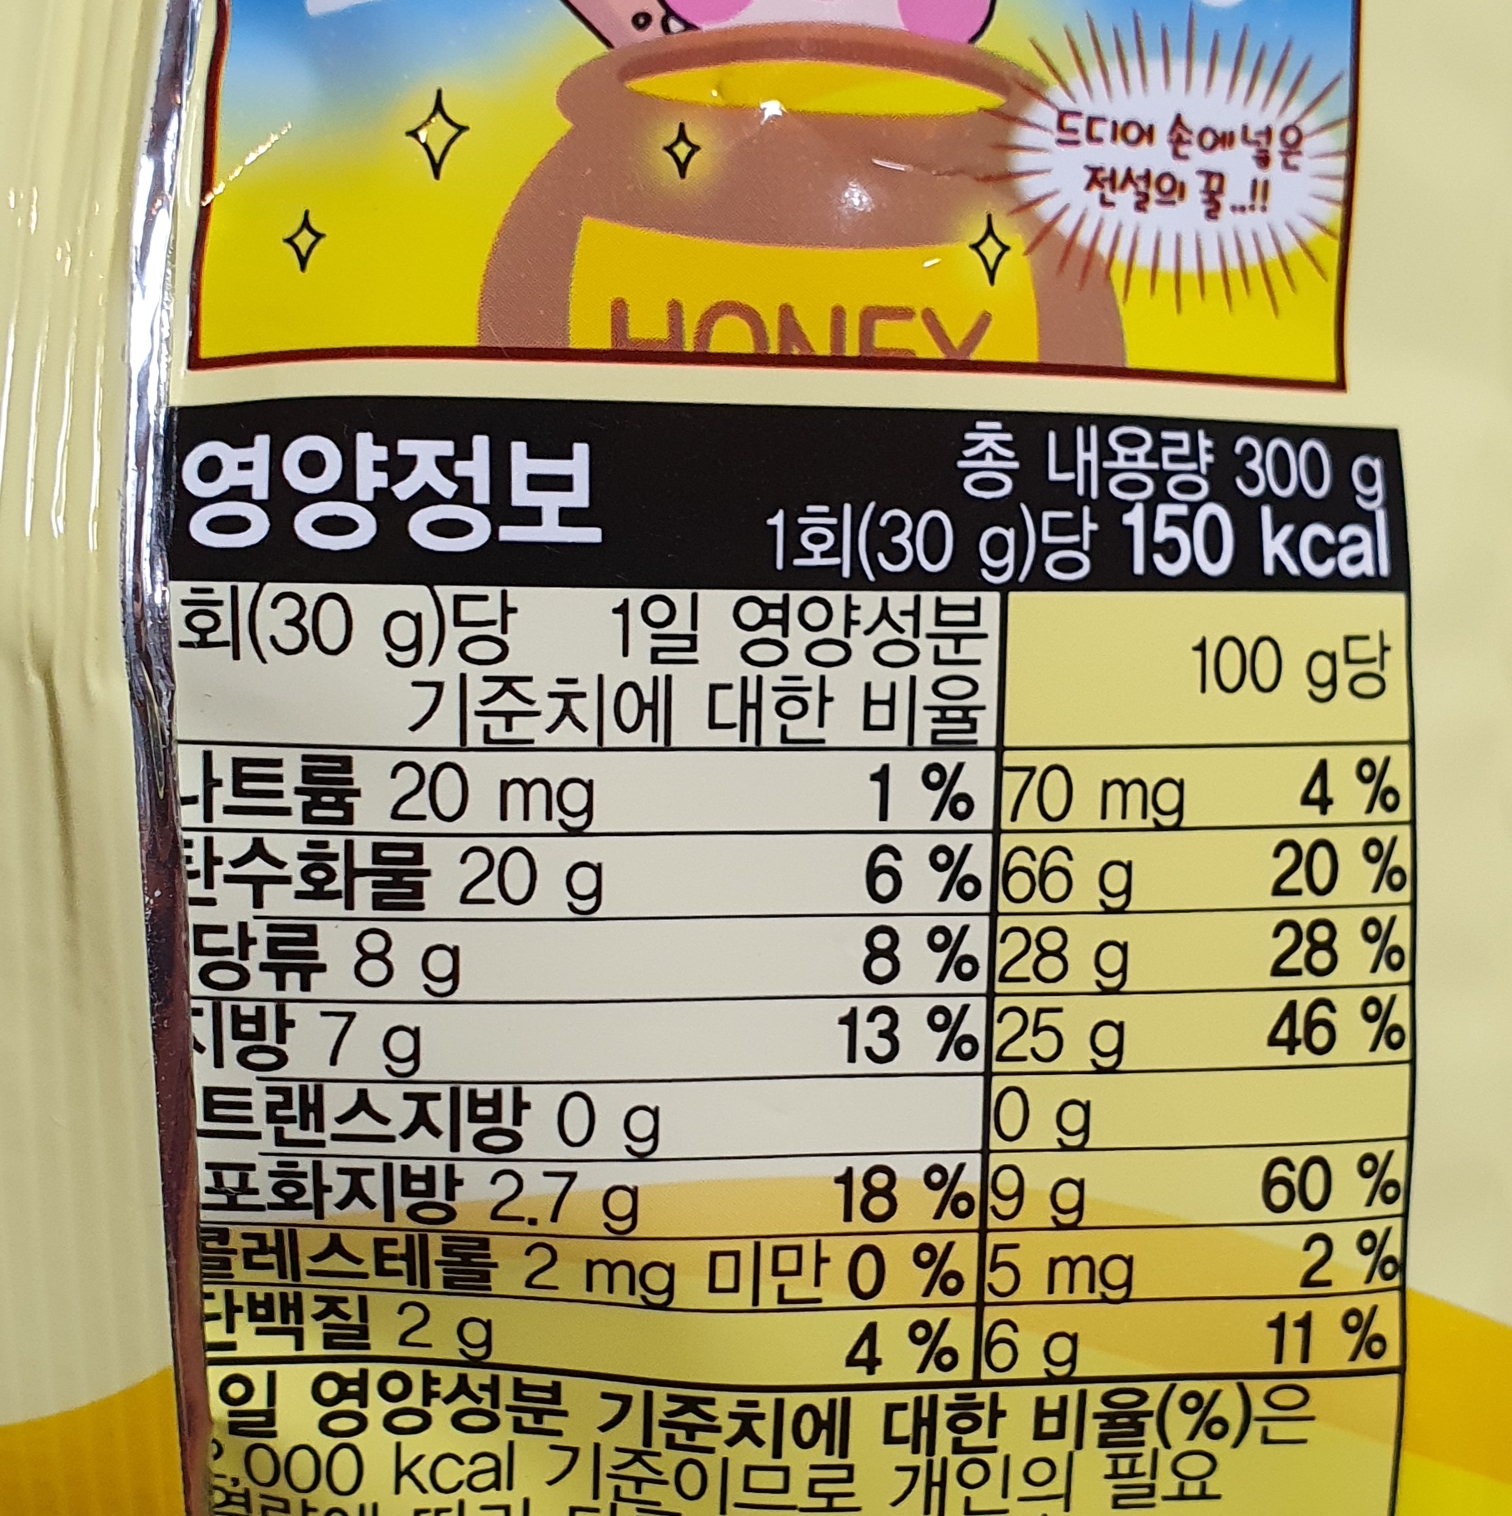 드디어 손에 넣은
전설의 꿀..!!
HONEY
영양정보
총 내용량 300 g
1회(30 g)당 150 kcal
회(30 g)당 1일 영양성분
기준치에 대한 비율
100 g당
나트륨 20 mg 1 % 70 mg 4 %
탄수화물 20 g 6 % 66 g 20 %
당류 8 g 8 % 28 g 28 %
지방 7 g 13 % 25 g 46 %
트랜스지방 0 g 0 g
포화지방 2.7 g 18 % 9 g 60 %
콜레스테롤 2 mg 미만 0 % 5 mg 2 %
단백질 2 g 4 % 6 g 11 %
일 영양성분 기준치에 대한 비율(%)은
2,000 kcal 기준이므로 개인의 필요